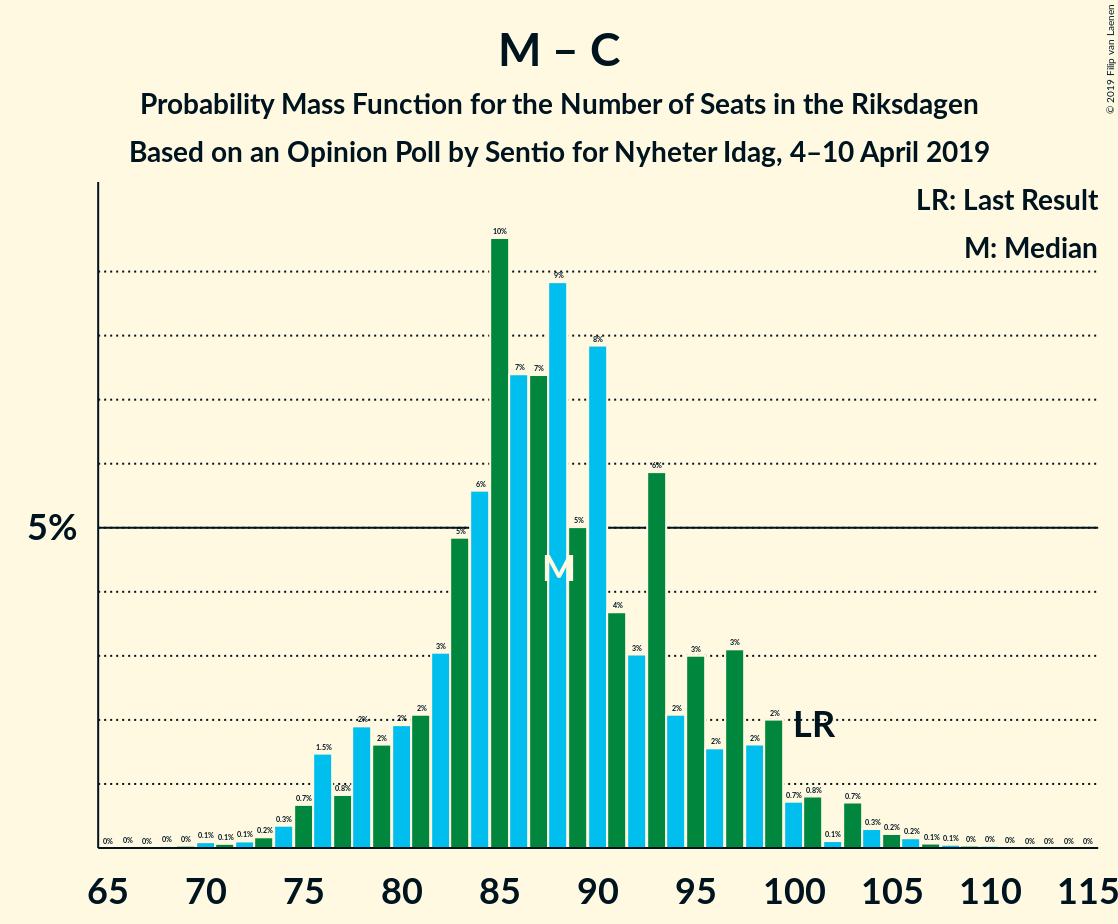 M – C
Probability Mass Function for the Number of Seats in the Riksdagen
Based on an Opinion Poll by Sentio for Nyheter Idag, 4–10 April 2019
© 2019 Filip van Laenen
LR: Last Result
M: Median
5%
0% 0% 0% 0% 0% 0.1% 0.1% 0.1% 0.2% 0.3% 0.7% 1.5% 0.8% 2% 2% 2% 2% 3% 5% 6% 10% 7% 7% 9% 5% 8% 4% 3% 6% 2% 3% 2% 3% 2% 2% 0.7% 0.8% 0.1% 0.7% 0.3% 0.2% 0.2% 0.1% 0.1% 0% 0% 0% 0% 0% 0% 0%
M
LR
65 70 75 80 85 90 95 100 105 110 115